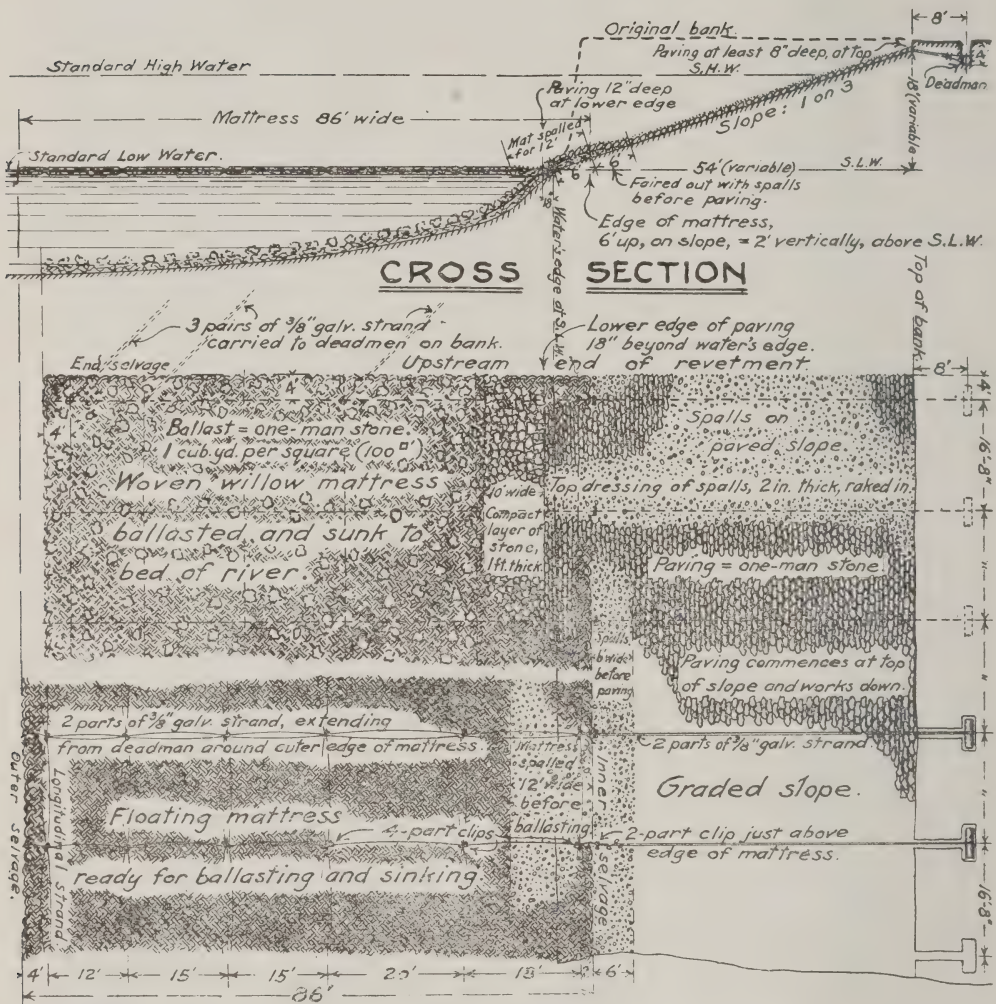 8'
Original bank.
Paving at least 8" deep, at top
S.H.W.
4'
Deadman
Standard High Water
Paving 12" deep
at lower edge
Slope: 1 on 3
18' (variable)
Mattress 86' wide
Mat spalled
for 12'
Standard Low Water.
6'
6'
54' (variable)
S.L.W.
Faired out with spalls
before paving.
18"
Edge of mattress,
6' up, on slope, = 2' vertically, above S.L.W.
Water's edge at S.L.W.
CROSS SECTION
Top of bank
3 pairs of 3/8" galv. strand
carried to deadmen on bank.
Lower edge of paving
18" beyond water's edge.
8'
End selvage
Upstream end of revetment
4'
4'
4'
Ballast = one-man stone.
1 cub. yd. per square (100 □')
Woven willow mattress
ballasted and sunk to
bed of river.
Spalls on
paved slope.
Top dressing of spalls, 2 in. thick, raked in.
16'-8"
10' wide
Compact
layer of
stone,
1 ft. thick
Paving = one-man stone.
"
Spalls
6' wide
before
paving
Paving commences at top
of slope and works down.
"
2 parts of 3/8" galv. strand, extending
from deadman around outer edge of mattress.
2 parts of 3/8" galv. strand.
Mattress
spalled
12' wide
before
ballasting
Graded slope.
"
Outer selvage.
Longitudinal strand
Floating mattress
4-part clips
Inner selvage
2-part clip just above
edge of mattress.
ready for ballasting and sinking
16'-8"
4' 12' 15' 15' 20' 18' 2' 6'
86'